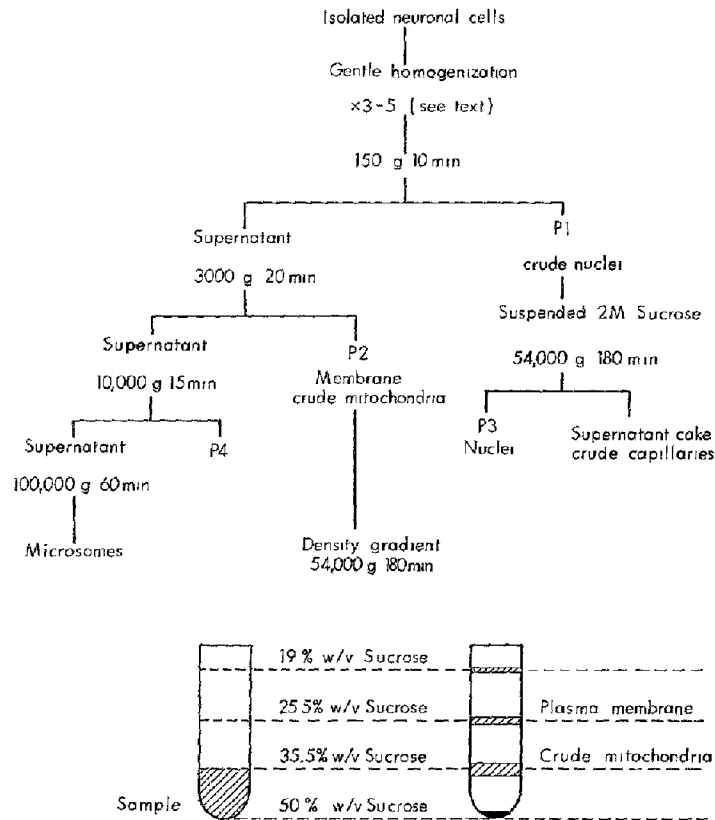 Isolated neuronal cells
Gentle homogenization
×3-5 (see text)
150 g 10 min
Supernatant
P1
crude nuclei
3000 g 20 min
Suspended 2M Sucrose
Supernatant
P2
Membrane
crude mitochondria
54,000 g 180 min
10,000 g 15 min
P3
Nuclei
Supernatant cake
crude capillaries
Supernatant
P4
100,000 g 60 min
Microsomes
Density gradient
54,000 g 180 min
19 % w/v Sucrose
25.5% w/v Sucrose
Plasma membrane
35.5% w/v Sucrose
Crude mitochondria
Sample
50 % w/v Sucrose